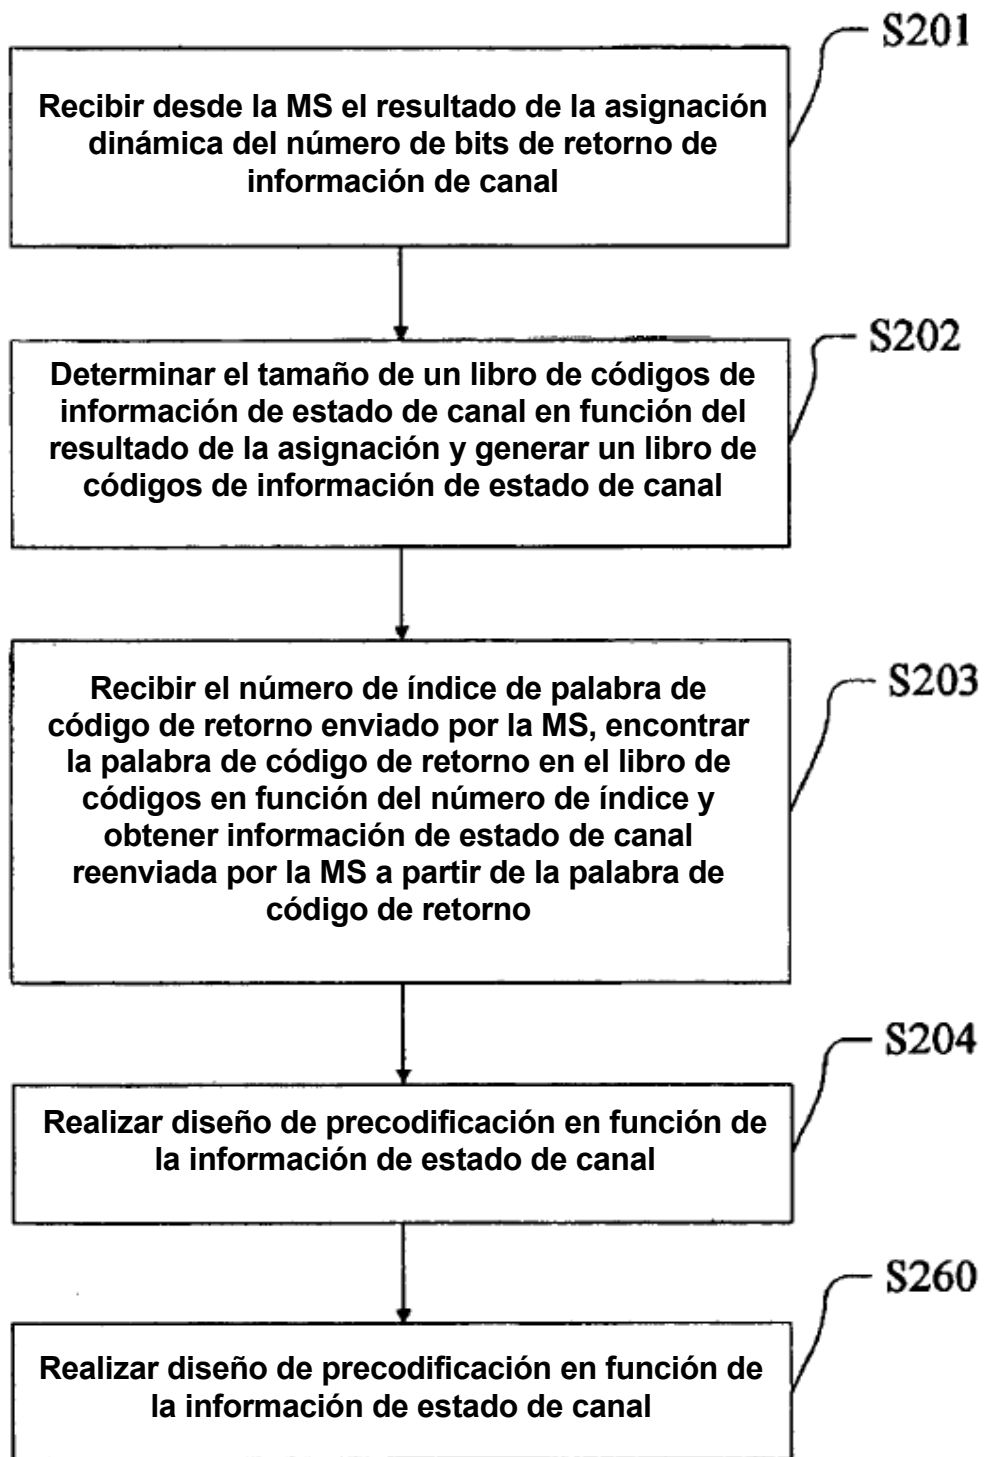 S201
Recibir desde la MS el resultado de la asignación
dinámica del número de bits de retorno de
información de canal
S202
Determinar el tamaño de un libro de códigos de
información de estado de canal en función del
resultado de la asignación y generar un libro de
códigos de información de estado de canal
S203
Recibir el número de índice de palabra de
código de retorno enviado por la MS, encontrar
la palabra de código de retorno en el libro de
códigos en función del número de índice y
obtener información de estado de canal
reenviada por la MS a partir de la palabra de
código de retorno
S204
Realizar diseño de precodificación en función de
la información de estado de canal
S260
Realizar diseño de precodificación en función de
la información de estado de canal